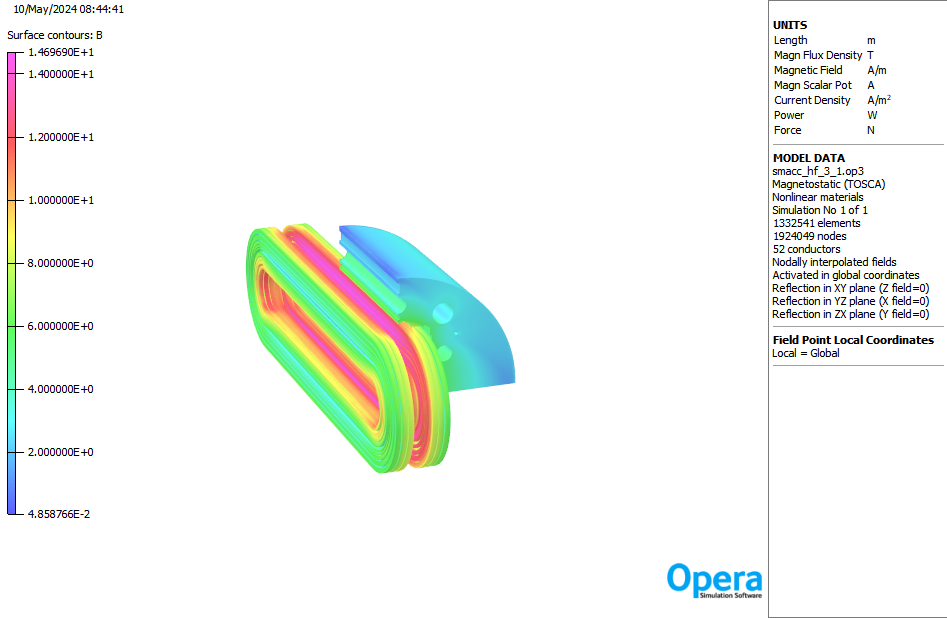 10/May/2024 08:44:41
Surface contours: B
1.469690E+1
1.400000E+1
1.200000E+1
1.000000E+1
8.000000E+0
6.000000E+0
4.000000E+0
2.000000E+0
4.858766E-2
UNITS
Length m
Magn Flux Density T
Magnetic Field A/m
Magn Scalar Pot A
Current Density A/m²
Power W
Force N
MODEL DATA
smacc_hf_3_1.op3
Magnetostatic (TOSCA)
Nonlinear materials
Simulation No 1 of 1
1332541 elements
1924049 nodes
52 conductors
Nodally interpolated fields
Activated in global coordinates
Reflection in XY plane (Z field=0)
Reflection in YZ plane (X field=0)
Reflection in ZX plane (Y field=0)
Field Point Local Coordinates
Local = Global
Opera
Simulation Software